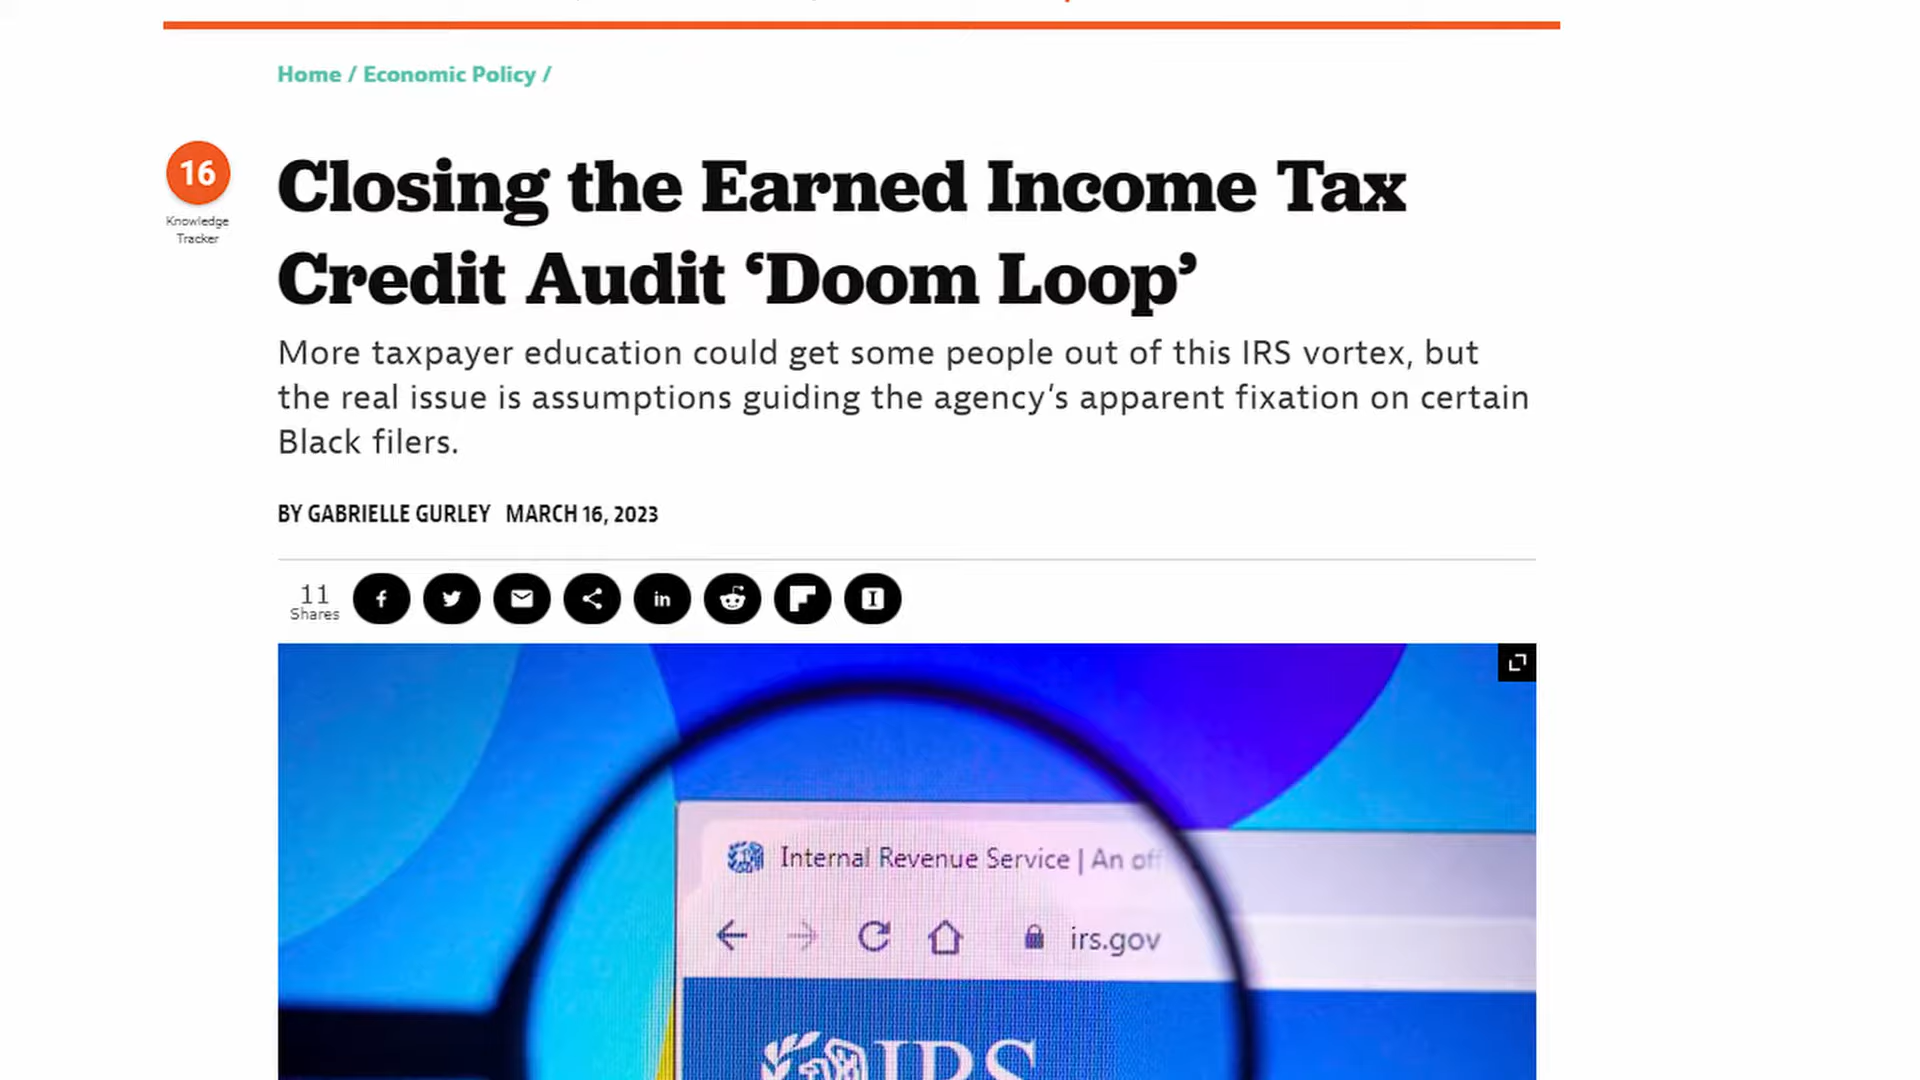 Home / Economic Policy /
16
Knowledge
Tracker
Closing the Earned Income Tax
Credit Audit ‘Doom Loop’
More taxpayer education could get some people out of this IRS vortex, but
the real issue is assumptions guiding the agency’s apparent fixation on certain
Black filers.
BY GABRIELLE GURLEY MARCH 16, 2023
11
Shares
Internal Revenue Service | An off
irs.gov
IRS